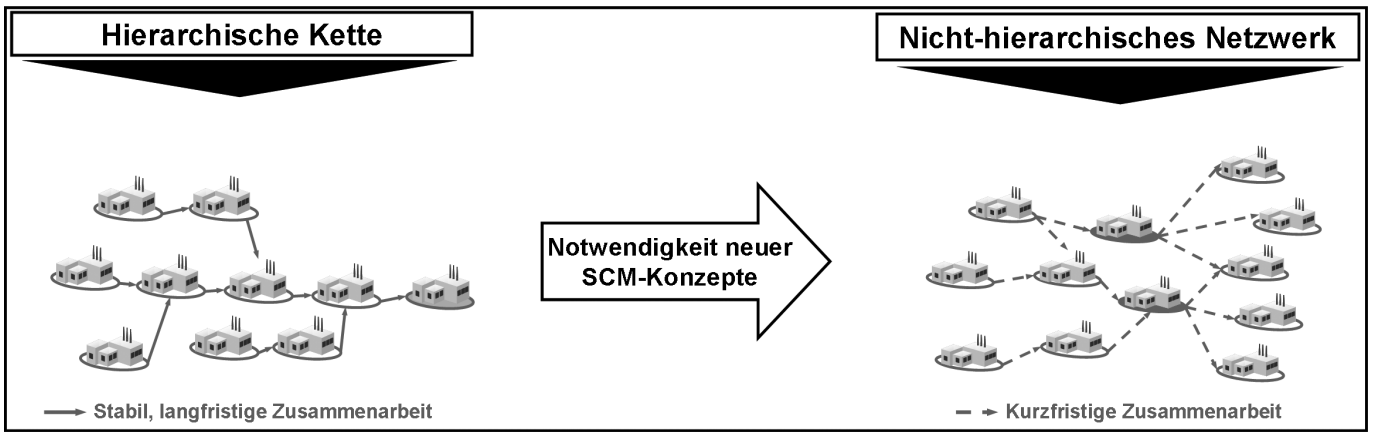 Hierarchische Kette
Nicht-hierarchisches Netzwerk
Notwendigkeit neuer
SCM-Konzepte
Stabil, langfristige Zusammenarbeit
Kurzfristige Zusammenarbeit